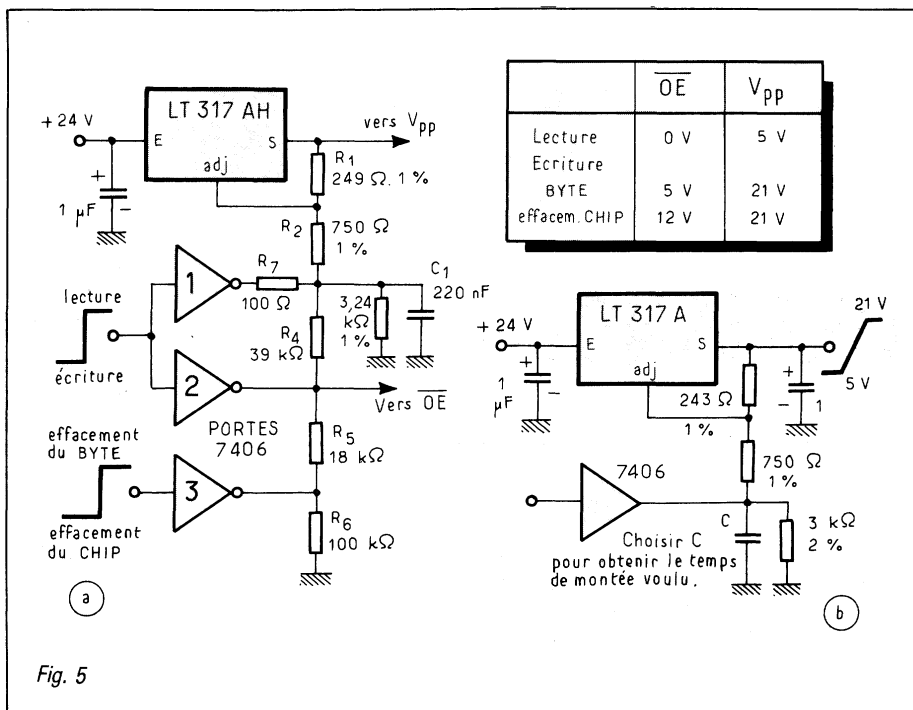 LT 317 AH
+ 24 V
E
S
adj
vers Vpp
+
1 µF
−
R1
249 Ω. 1 %
R2
750 Ω
1 %
1
R7
100 Ω
C1
220 nF
3,24
kΩ
1%
lecture
écriture
R4
39 kΩ
2
Vers OE
PORTES
7406
R5
18 kΩ
effacement
du BYTE
3
effacement
du CHIP
R6
100 kΩ
a
OE Vpp
Lecture 0 V 5 V
Ecriture
BYTE 5 V 21 V
effacem. CHIP 12 V 21 V
LT 317 A
+ 24 V
E
S
adj
21 V
5 V
+
1
µF
−
243 Ω
1 %
+
−
1
750 Ω
1 %
7406
C
3 kΩ
2 %
Choisir C
pour obtenir le temps
de montée voulu.
b
Fig. 5